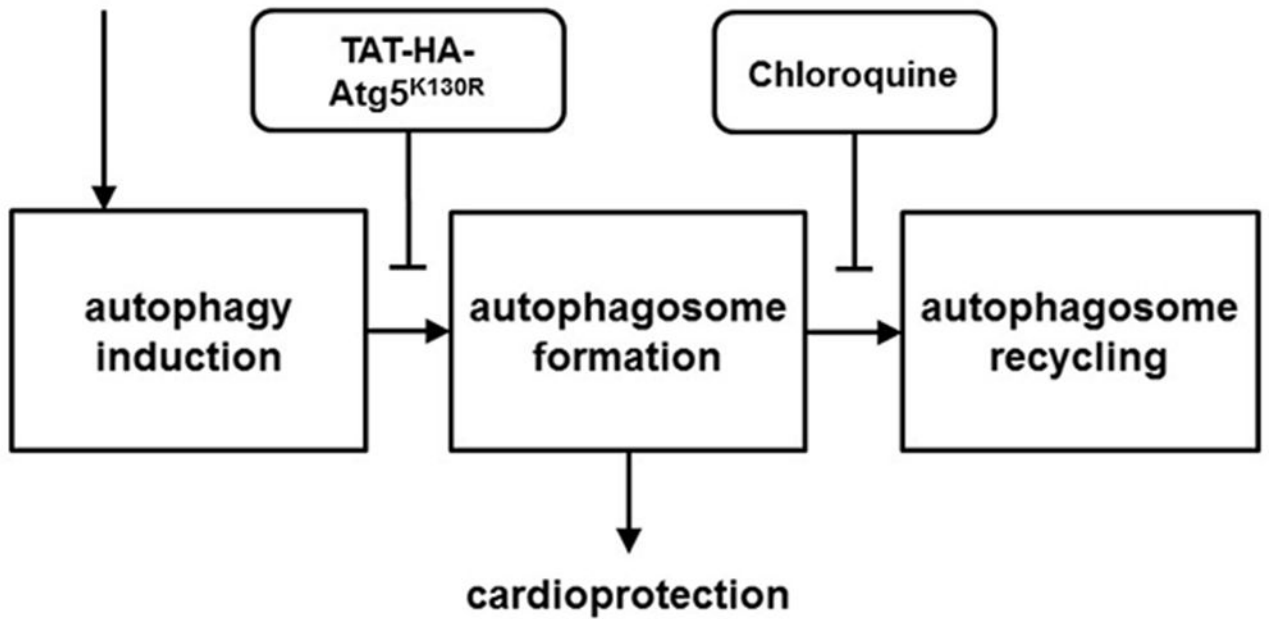 TAT-HA-
Atg5K130R
Chloroquine
autophagy
induction
autophagosome
formation
autophagosome
recycling
cardioprotection